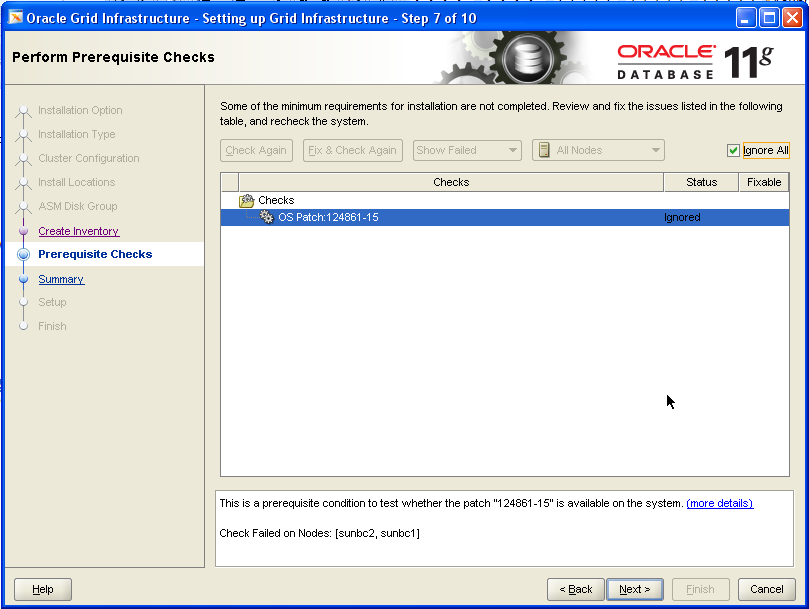 Oracle Grid Infrastructure - Setting up Grid Infrastructure - Step 7 of 10
Perform Prerequisite Checks
ORACLE
DATABASE
11g
Installation Option
Installation Type
Cluster Configuration
Install Locations
ASM Disk Group
Create Inventory
Prerequisite Checks
Summary
Setup
Finish
Some of the minimum requirements for installation are not completed. Review and fix the issues listed in the following
table, and recheck the system.
Check Again
Fix & Check Again
Show Failed
All Nodes
Ignore All
Checks Status Fixable
Checks
OS Patch:124861-15 Ignored
This is a prerequisite condition to test whether the patch "124861-15" is available on the system. (more details)
Check Failed on Nodes: [sunbc2, sunbc1]
Help
< Back
Next >
Finish
Cancel